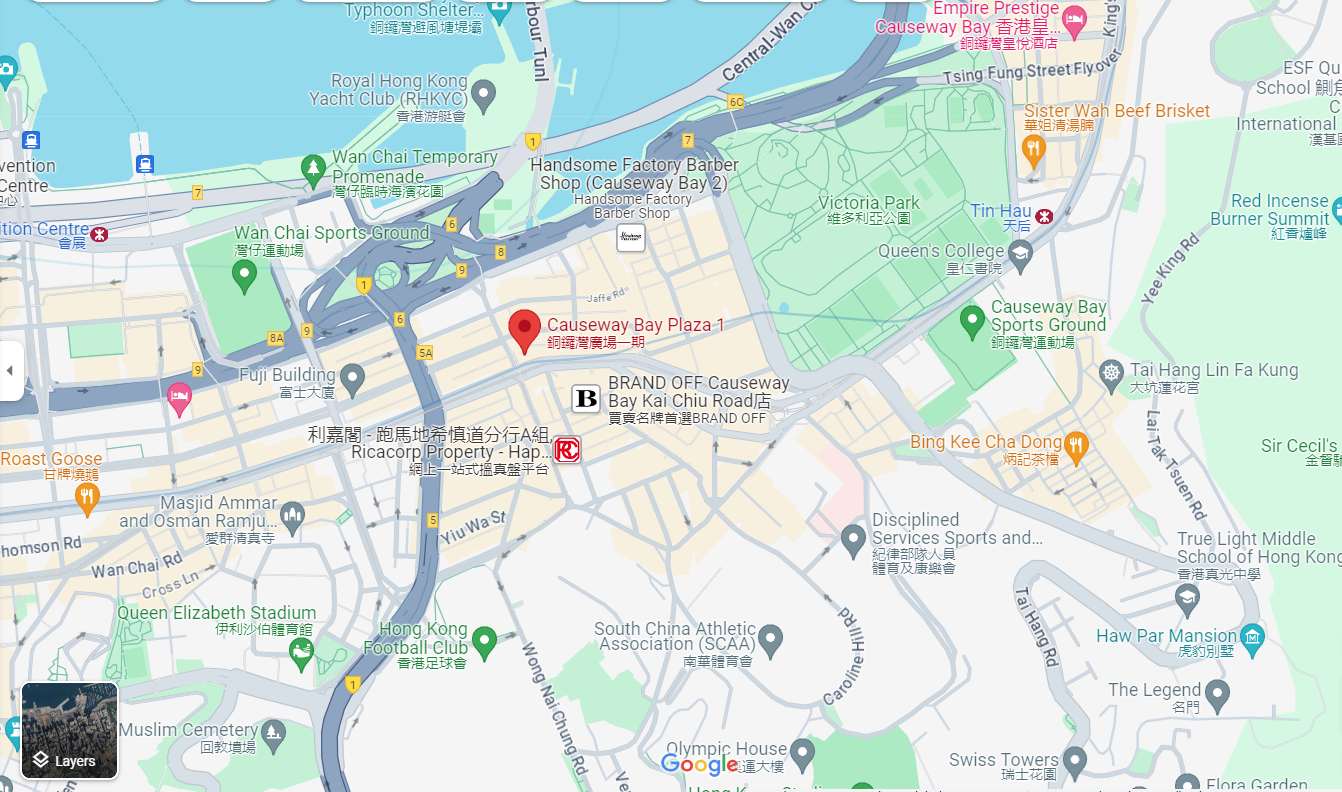 Typhoon Shelter...
銅鑼灣避風塘堤壩
rbour Tunl
Central-Wan C
Empire Prestige
Causeway Bay 香港皇...
銅鑼灣皇悅酒店
Kings
Tsing Fung Street Flyover
ESF Qu
School
Royal Hong Kong
Yacht Club (RHKYC)
香港游艇會
6C
Sister Wah Beef Brisket
華姐清湯腩
International
漢基
1
7
vention
Centre
中心
Wan Chai Temporary
Promenade
灣仔臨時海濱花園
7
Handsome Factory Barber
Shop (Causeway Bay 2)
Handsome Factory
Barber Shop
Victoria Park
維多利亞公園
Tin Hau
天后
Red Incense
Burner Summit
紅香爐峰
ition Centre
會展
Wan Chai Sports Ground
灣仔運動場
6
8
9
Queen's College
皇仁書院
Yee King Rd
1
Jaffe Rd
Causeway Bay Plaza 1
銅鑼灣廣場一期
Causeway Bay
Sports Ground
銅鑼灣運動場
6
9
8A
5A
9
Fuji Building
富士大廈
B
BRAND OFF Causeway
Bay Kai Chiu Road店
買賣名牌首選BRAND OFF
Tai Hang Lin Fa Kung
大坑蓮花宮
利嘉閣 - 跑馬地希慎道分行A組,
Ricacorp Property - Hap...
網上一站式搵真盤平台
Bing Kee Cha Dong
炳記茶檔
Lai Tak Tsuen Rd
Sir Cecil's
金督馳
Roast Goose
甘牌燒鵝
Masjid Ammar
and Osman Ramju...
愛群清真寺
5
Yiu Wa St
Disciplined
Services Sports and...
紀律部隊人員
體育及康樂會
homson Rd
Wan Chai Rd
Cross Ln
True Light Middle
School of Hong Kong
香港真光中學
Queen Elizabeth Stadium
伊利沙伯體育館
Hong Kong
Football Club
香港足球會
South China Athletic
Association (SCAA)
南華體育會
Caroline Hill Rd
Tai Hang Rd
Haw Par Mansion
虎豹別墅
Wong Nai Chung Rd
1
The Legend
名門
Muslim Cemetery
回教墳場
Layers
Olympic House
奧運大樓
Google
Swiss Towers
瑞士花園
Flora Garden